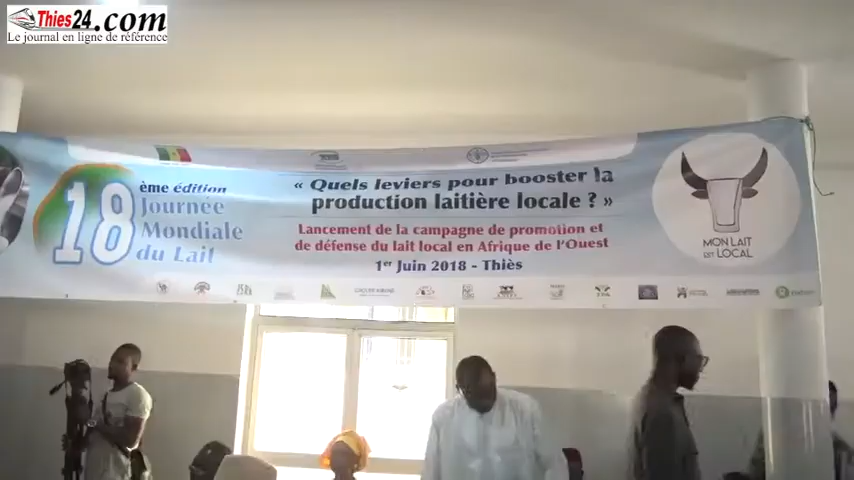 Thies24.com
Le journal en ligne de référence
18 ème édition
Journée
Mondiale
du Lait
« Quels leviers pour booster la
production laitière locale ? »
Lancement de la campagne de promotion et
de défense du lait local en Afrique de l'Ouest
1er Juin 2018 - Thiès
MON LAIT
EST LOCAL